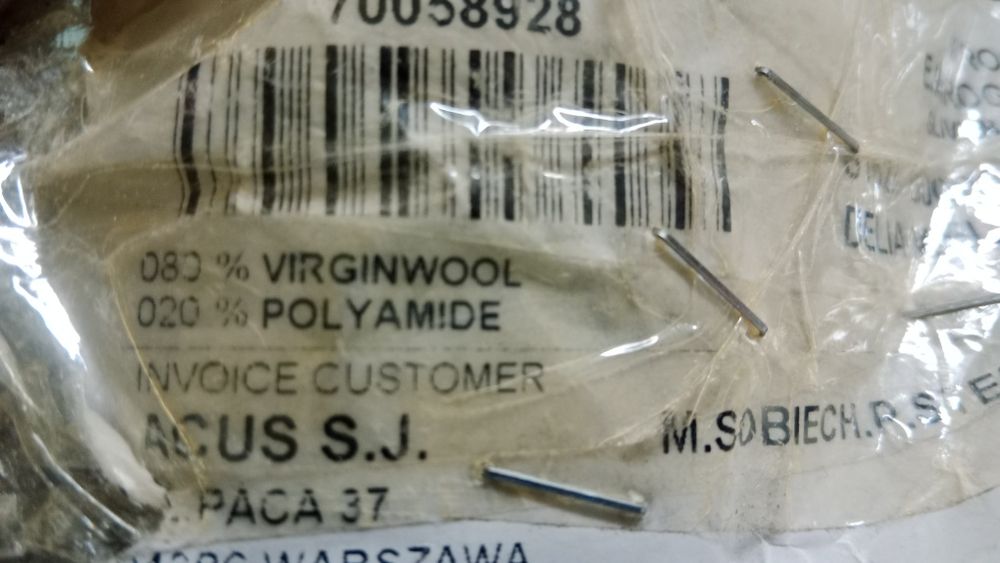 70058928
080 % VIRGINWOOL
020 % POLYAMIDE
INVOICE CUSTOMER
ACUS S.J.
M.SOBIECH.R.
PACA 37
WARSZAWA